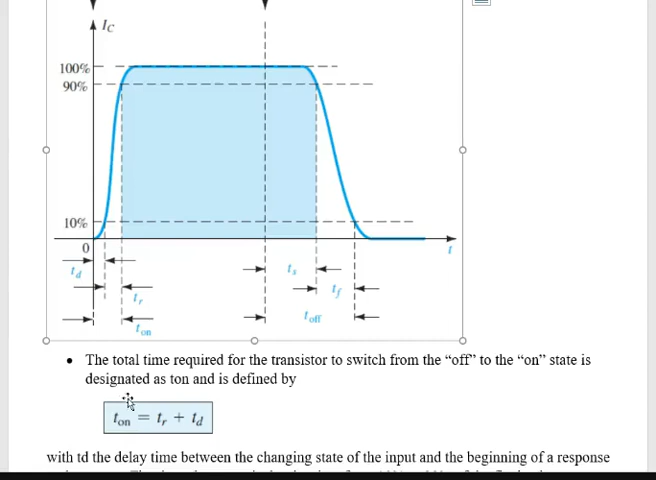 IC
100%
90%
10%
0
t
td
ts
tr
tf
ton
toff
• The total time required for the transistor to switch from the “off” to the “on” state is
designated as ton and is defined by
ton = tr + td
with td the delay time between the changing state of the input and the beginning of a response